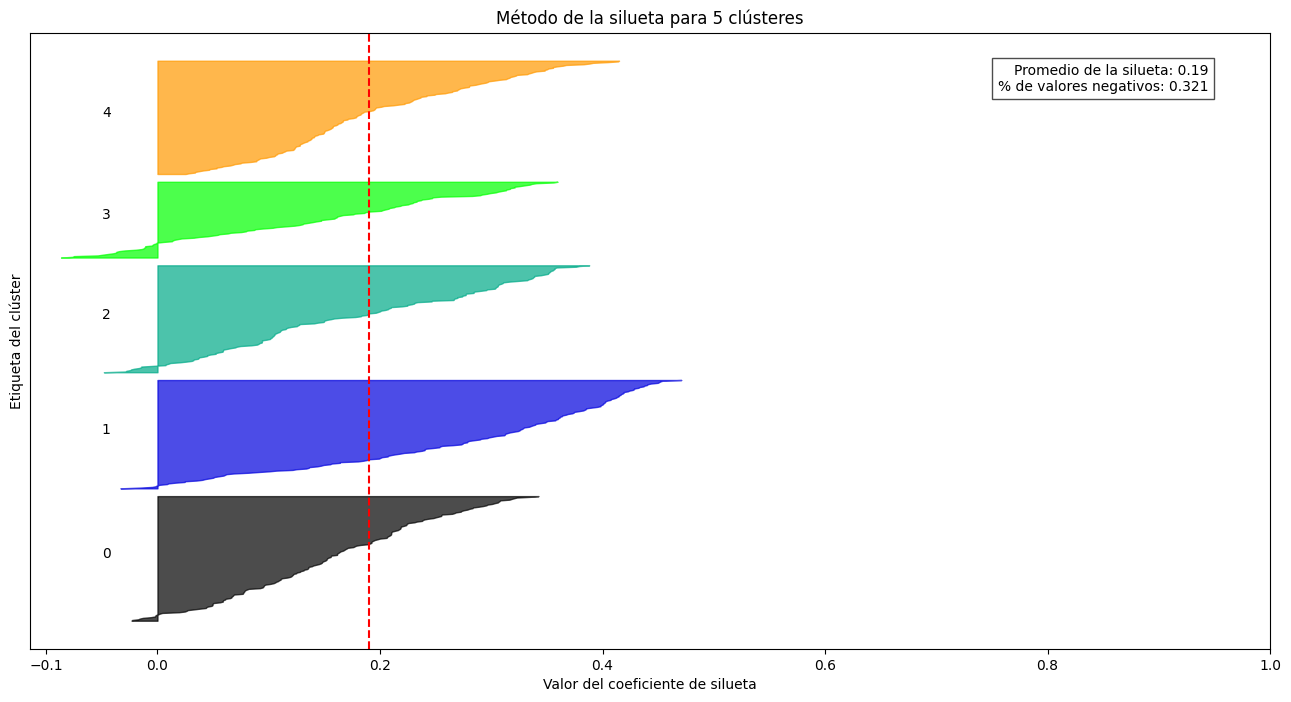 Método de la silueta para 5 clústeres
Promedio de la silueta: 0.19
% de valores negativos: 0.321
4
3
2
1
0
Etiqueta del clúster
−0.1
0.0
0.2
0.4
0.6
0.8
1.0
Valor del coeficiente de silueta